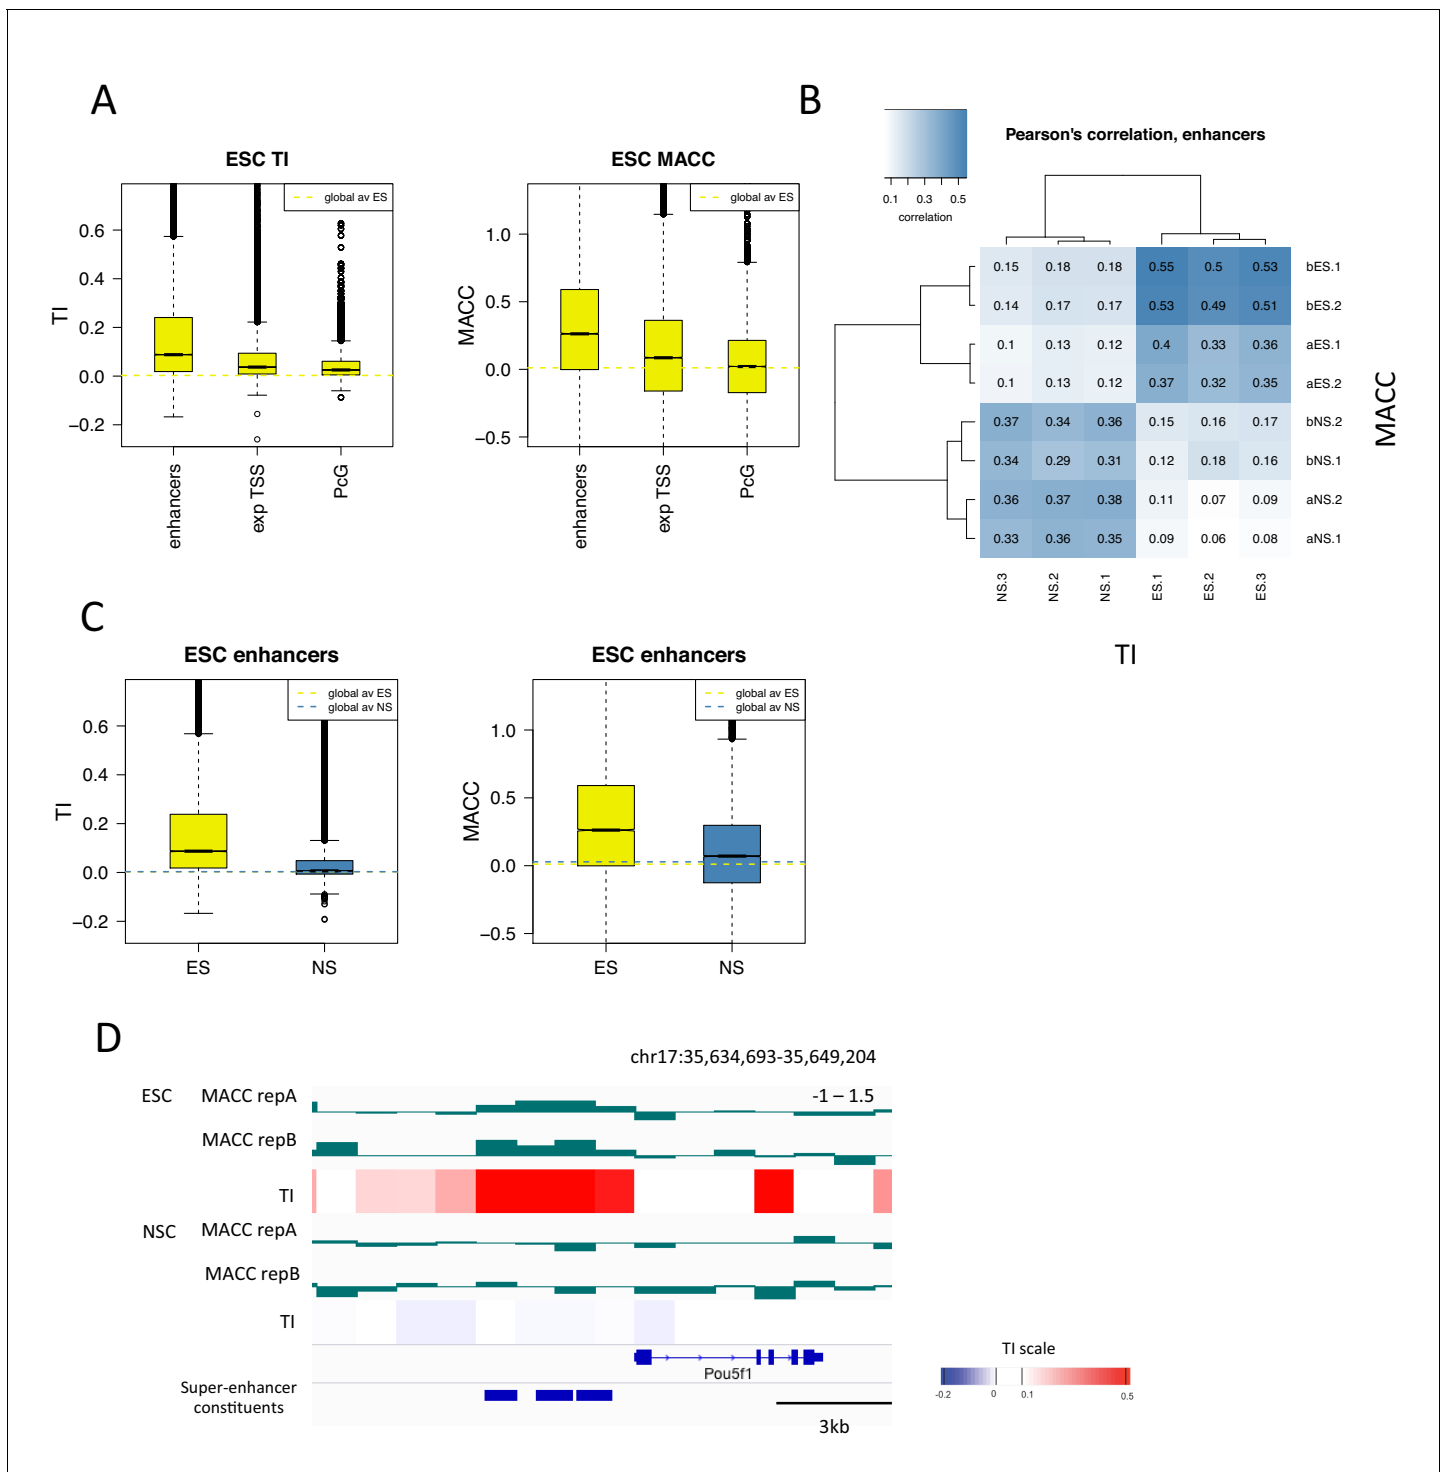 A
ESC TI
global av ES
TI
0.6
0.4
0.2
0.0
−0.2
enhancers
exp TSS
PcG
ESC MACC
global av ES
MACC
1.0
0.5
0.0
−0.5
enhancers
exp TSS
PcG
B
Pearson's correlation, enhancers
0.1 0.3 0.5
correlation
0.15 0.18 0.18 0.55 0.5 0.53 bES.1
0.14 0.17 0.17 0.53 0.49 0.51 bES.2
0.1 0.13 0.12 0.4 0.33 0.36 aES.1
0.1 0.13 0.12 0.37 0.32 0.35 aES.2
0.37 0.34 0.36 0.15 0.16 0.17 bNS.2
0.34 0.29 0.31 0.12 0.18 0.16 bNS.1
0.36 0.37 0.38 0.11 0.07 0.09 aNS.2
0.33 0.36 0.35 0.09 0.06 0.08 aNS.1
NS.3 NS.2 NS.1 ES.1 ES.2 ES.3
MACC
TI
C
ESC enhancers
global av ES
global av NS
TI
0.6
0.4
0.2
0.0
−0.2
ES NS
ESC enhancers
global av ES
global av NS
MACC
1.0
0.5
0.0
−0.5
ES NS
D
chr17:35,634,693-35,649,204
ESC MACC repA -1 – 1.5
MACC repB
TI
NSC MACC repA
MACC repB
TI
Pou5f1
Super-enhancer
constituents
3kb
TI scale
-0.2 0 0.1 0.5